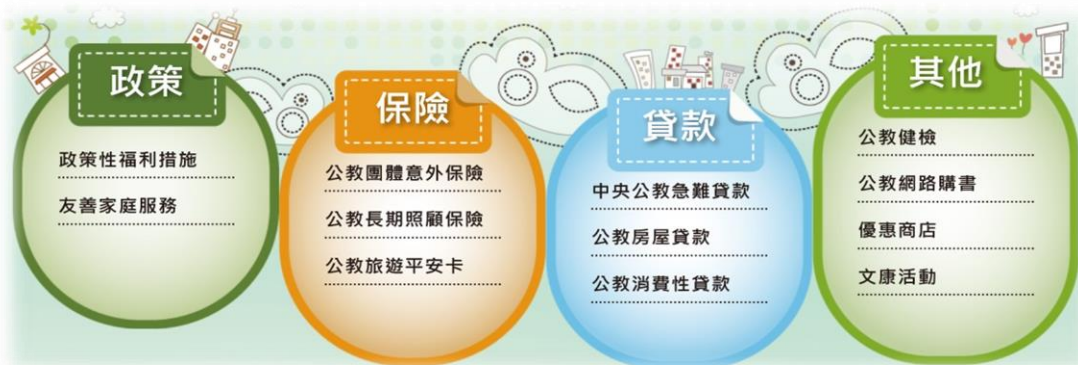 政策
政策性福利措施
友善家庭服務
保險
公教團體意外保險
公教長期照顧保險
公教旅遊平安卡
貸款
中央公教急難貸款
公教房屋貸款
公教消費性貸款
其他
公教健檢
公教網路購書
優惠商店
文康活動